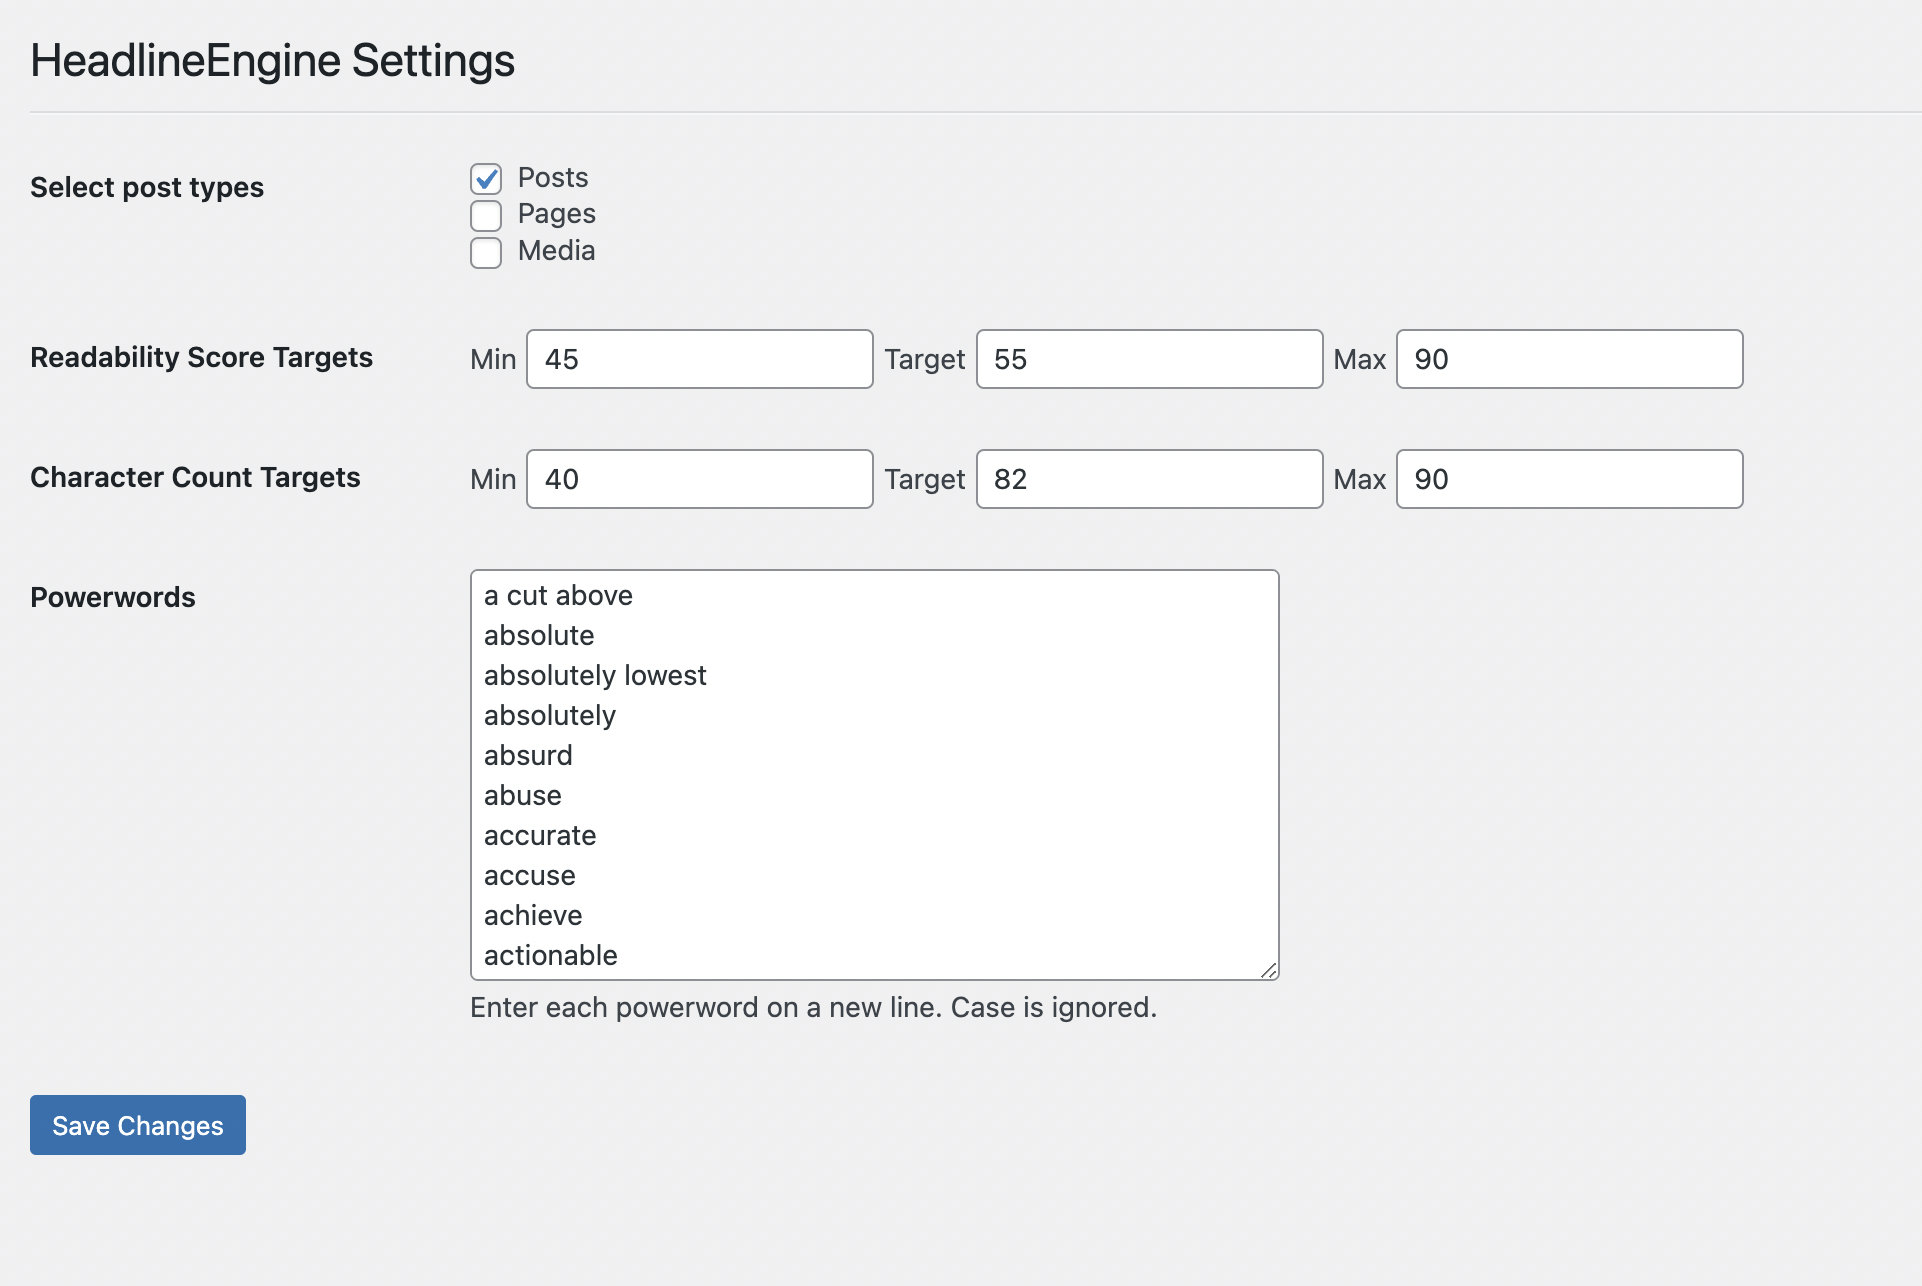 HeadlineEngine Settings
Select post types
Posts
Pages
Media
Readability Score Targets
Min 45 Target 55 Max 90
Character Count Targets
Min 40 Target 82 Max 90
Powerwords
a cut above
absolute
absolutely lowest
absolutely
absurd
abuse
accurate
accuse
achieve
actionable
Enter each powerword on a new line. Case is ignored.
Save Changes